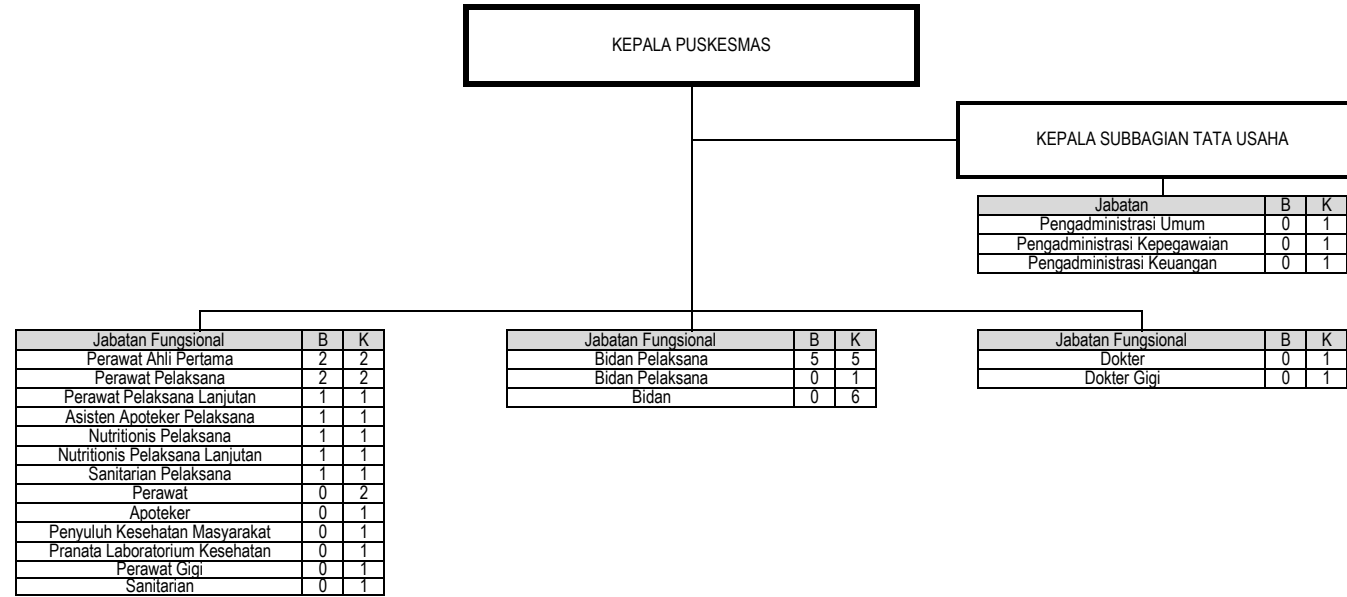 KEPALA PUSKESMAS
KEPALA SUBBAGIAN TATA USAHA
Jabatan B K
Pengadministrasi Umum 0 1
Pengadministrasi Kepegawaian 0 1
Pengadministrasi Keuangan 0 1
Jabatan Fungsional B K
Perawat Ahli Pertama 2 2
Perawat Pelaksana 2 2
Perawat Pelaksana Lanjutan 1 1
Asisten Apoteker Pelaksana 1 1
Nutritionis Pelaksana 1 1
Nutritionis Pelaksana Lanjutan 1 1
Sanitarian Pelaksana 1 1
Perawat 0 2
Apoteker 0 1
Penyuluh Kesehatan Masyarakat 0 1
Pranata Laboratorium Kesehatan 0 1
Perawat Gigi 0 1
Sanitarian 0 1
Jabatan Fungsional B K
Bidan Pelaksana 5 5
Bidan Pelaksana 0 1
Bidan 0 6
Jabatan Fungsional B K
Dokter 0 1
Dokter Gigi 0 1